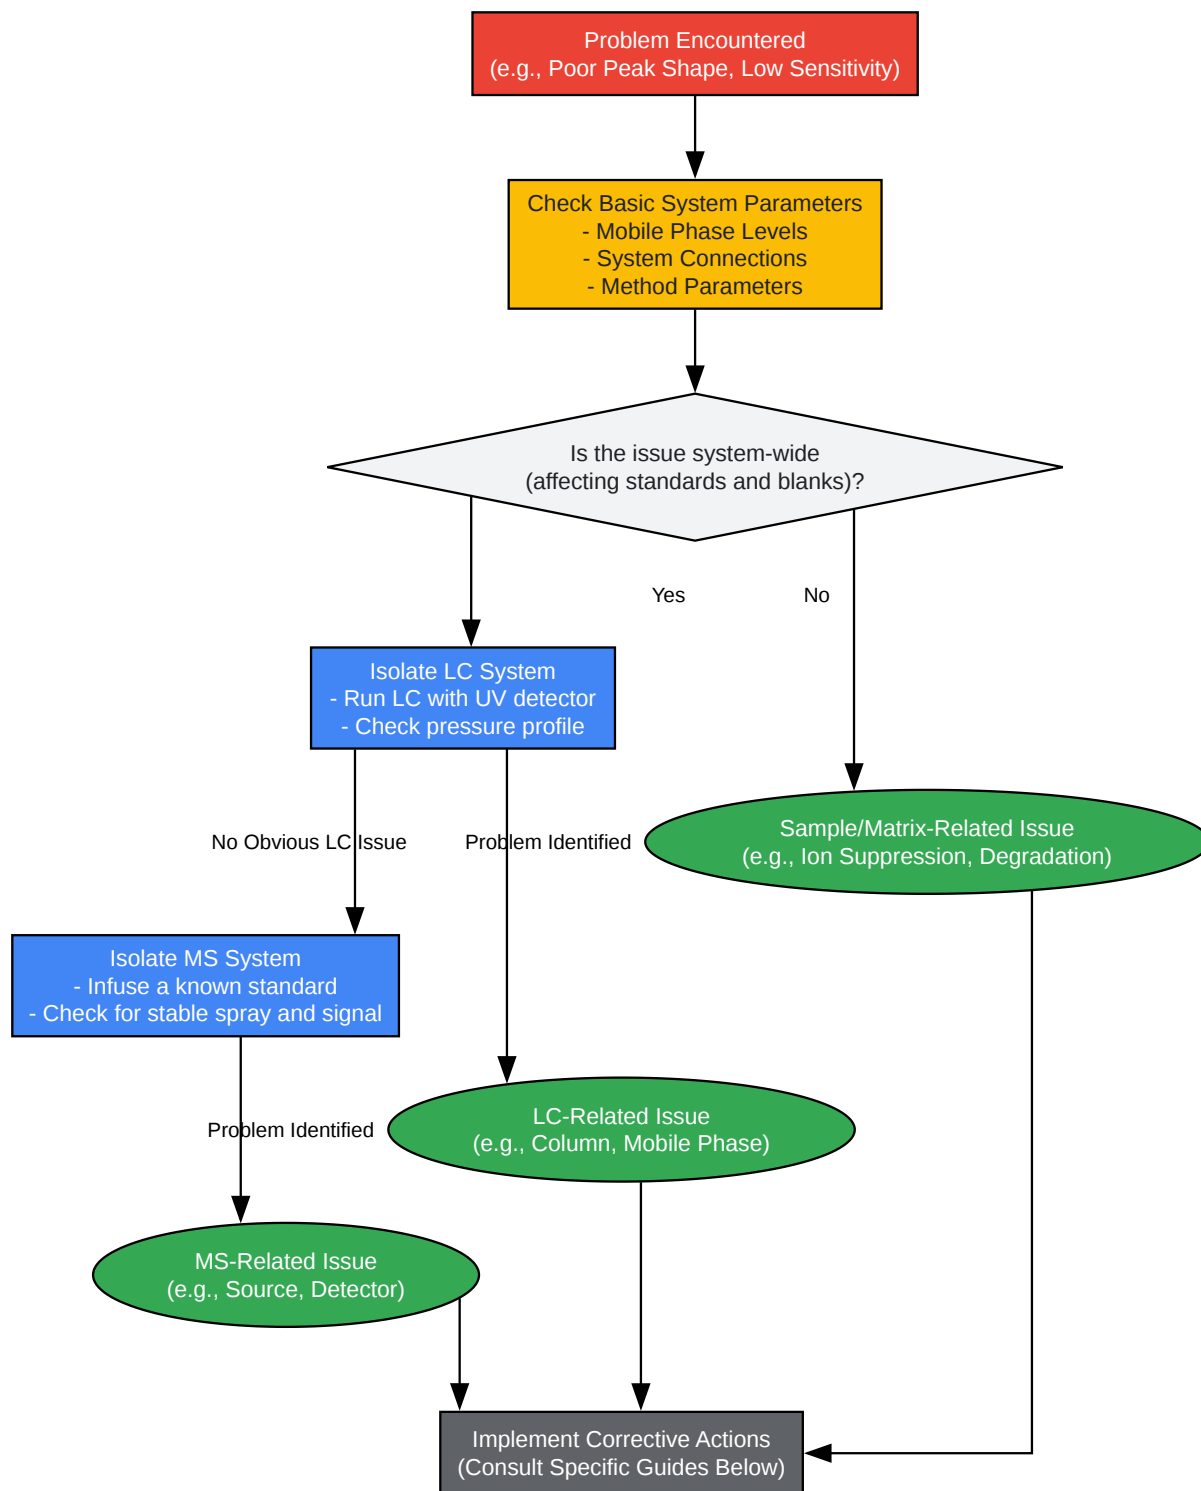 Problem Encountered
(e.g., Poor Peak Shape, Low Sensitivity)
Check Basic System Parameters
- Mobile Phase Levels
- System Connections
- Method Parameters
Is the issue system-wide
(affecting standards and blanks)?
Yes
No
Isolate LC System
- Run LC with UV detector
- Check pressure profile
No Obvious LC Issue
Problem Identified
Sample/Matrix-Related Issue
(e.g., Ion Suppression, Degradation)
Isolate MS System
- Infuse a known standard
- Check for stable spray and signal
Problem Identified
LC-Related Issue
(e.g., Column, Mobile Phase)
MS-Related Issue
(e.g., Source, Detector)
Implement Corrective Actions
(Consult Specific Guides Below)